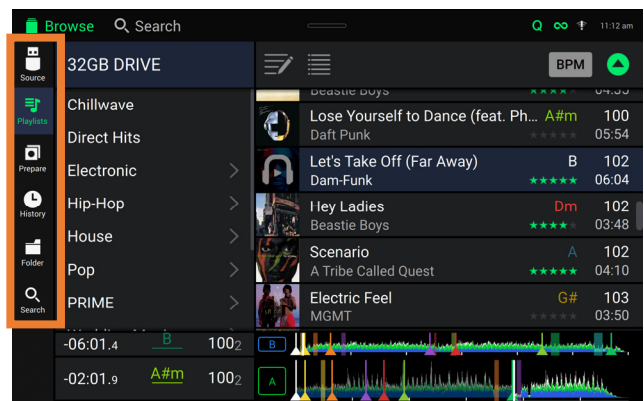 Browse Search Q 11:12 am
Source
Playlists
Prepare
History
Folder
Search
32GB DRIVE
Chillwave
Direct Hits
Electronic
Hip-Hop
House
Pop
PRIME
BPM
Beastie Boys 04:35
Lose Yourself to Dance (feat. Ph... A#m 100
Daft Punk 05:54
Let's Take Off (Far Away) B 102
Dam-Funk 06:04
Hey Ladies Dm 102
Beastie Boys 03:48
Scenario A 102
A Tribe Called Quest 04:10
Electric Feel G# 103
MGMT 03:50
-06:01.4 B 1002 B
-02:01.9 A#m 1002 A